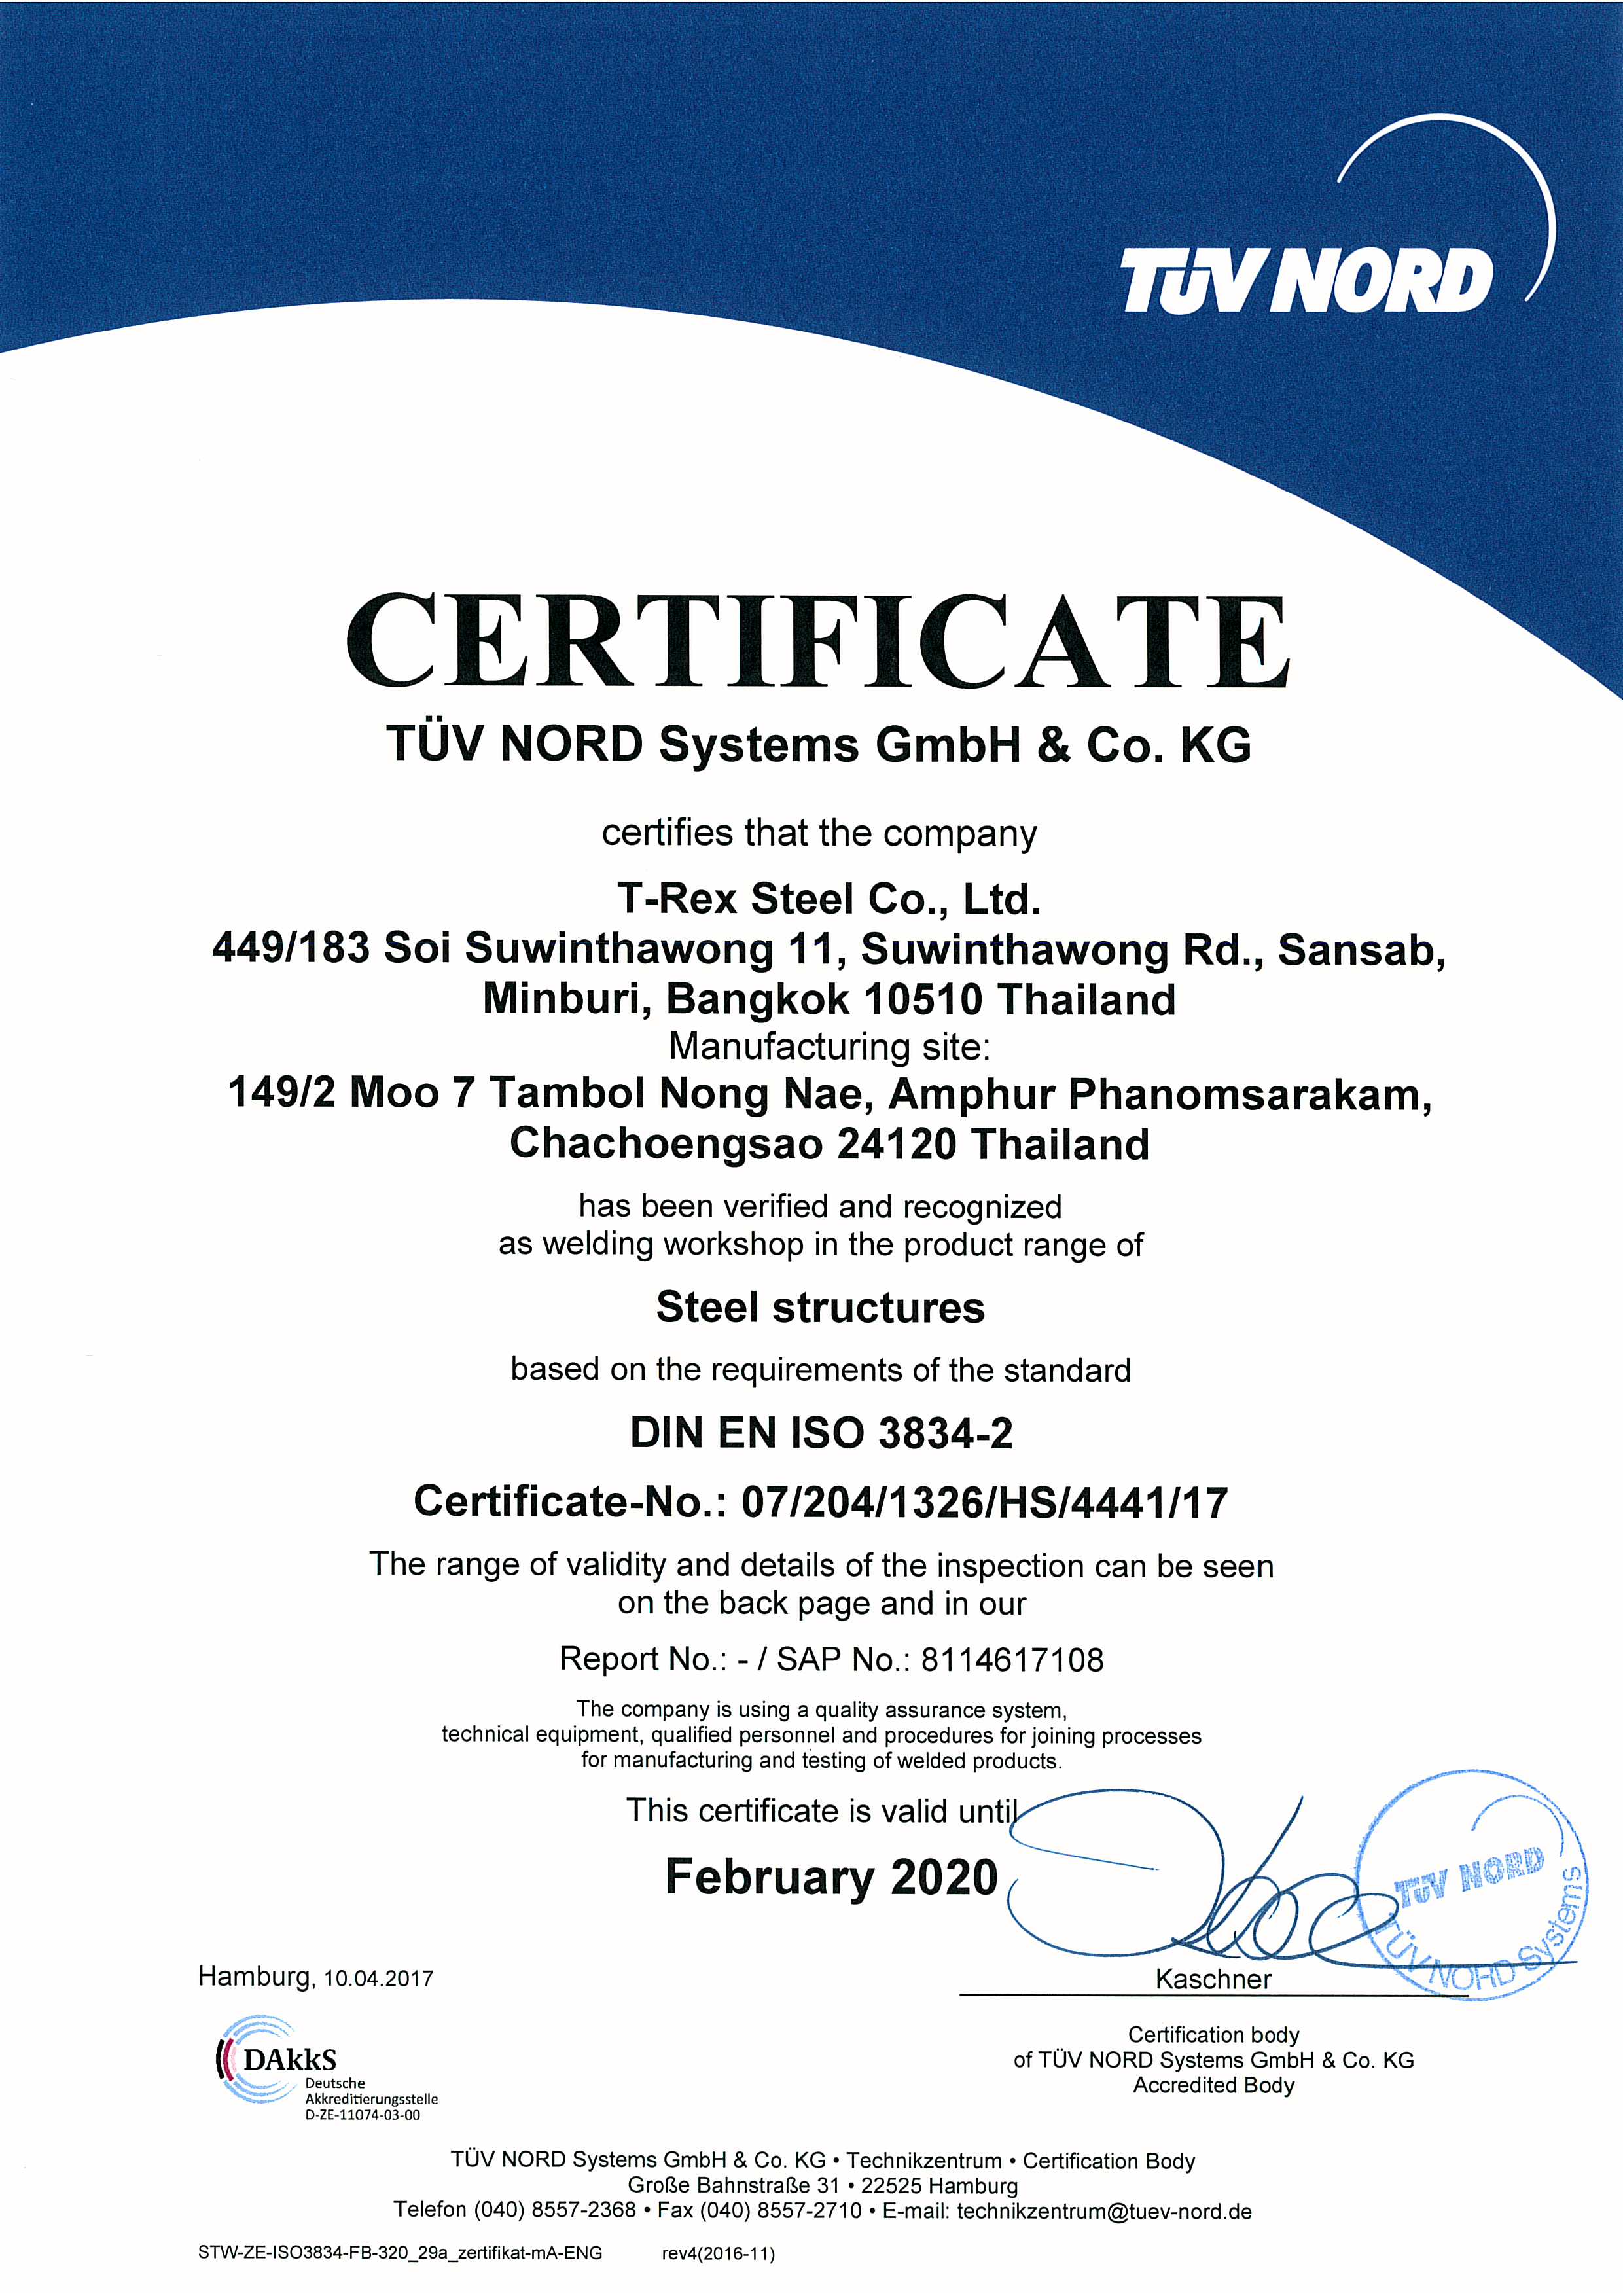 TÜV NORD
CERTIFICATE
TÜV NORD Systems GmbH & Co. KG
certifies that the company
T-Rex Steel Co., Ltd.
449/183 Soi Suwinthawong 11, Suwinthawong Rd., Sansab,
Minburi, Bangkok 10510 Thailand
Manufacturing site:
149/2 Moo 7 Tambol Nong Nae, Amphur Phanomsarakam,
Chachoengsao 24120 Thailand
has been verified and recognized
as welding workshop in the product range of
Steel structures
based on the requirements of the standard
DIN EN ISO 3834-2
Certificate-No.: 07/204/1326/HS/4441/17
The range of validity and details of the inspection can be seen
on the back page and in our
Report No.: - / SAP No.: 8114617108
The company is using a quality assurance system,
technical equipment, qualified personnel and procedures for joining processes
for manufacturing and testing of welded products.
This certificate is valid until
February 2020
TÜV NORD
TÜV NORD Systems
Hamburg, 10.04.2017
Kaschner
DAkkS
Deutsche
Akkreditierungsstelle
D-ZE-11074-03-00
Certification body
of TÜV NORD Systems GmbH & Co. KG
Accredited Body
TÜV NORD Systems GmbH & Co. KG • Technikzentrum • Certification Body
Große Bahnstraße 31 • 22525 Hamburg
Telefon (040) 8557-2368 • Fax (040) 8557-2710 • E-mail: technikzentrum@tuev-nord.de
STW-ZE-ISO3834-FB-320_29a_zertifikat-mA-ENG rev4(2016-11)